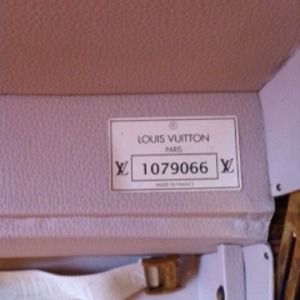 ®
LOUIS VUITTON
PARIS
LV 1079066 LV
MADE IN FRANCE